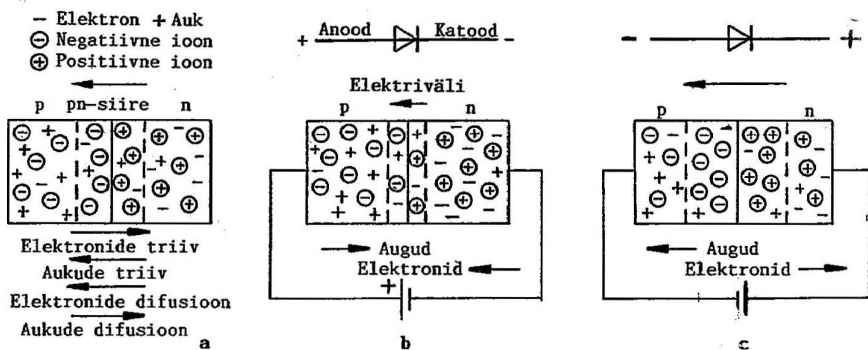 − Elektron + Auk
⊖ Negatiivne ioon
⊕ Positiivne ioon
p pn-siire n
Elektronide triiv
Aukude triiv
Elektronide difusioon
Aukude difusioon
a
+ Anood Katood -
Elektriväli
p n
Augud
Elektronid
+
b
- +
p n
Augud
Elektronid
c